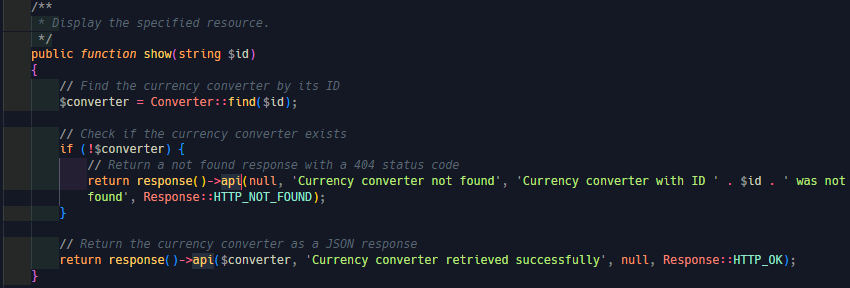 /**
 * Display the specified resource.
 */
public function show(string $id)
{
    // Find the currency converter by its ID
    $converter = Converter::find($id);

    // Check if the currency converter exists
    if (!$converter) {
        // Return a not found response with a 404 status code
        return response()->api(null, 'Currency converter not found', 'Currency converter with ID ' . $id . ' was not
        found', Response::HTTP_NOT_FOUND);
    }

    // Return the currency converter as a JSON response
    return response()->api($converter, 'Currency converter retrieved successfully', null, Response::HTTP_OK);
}